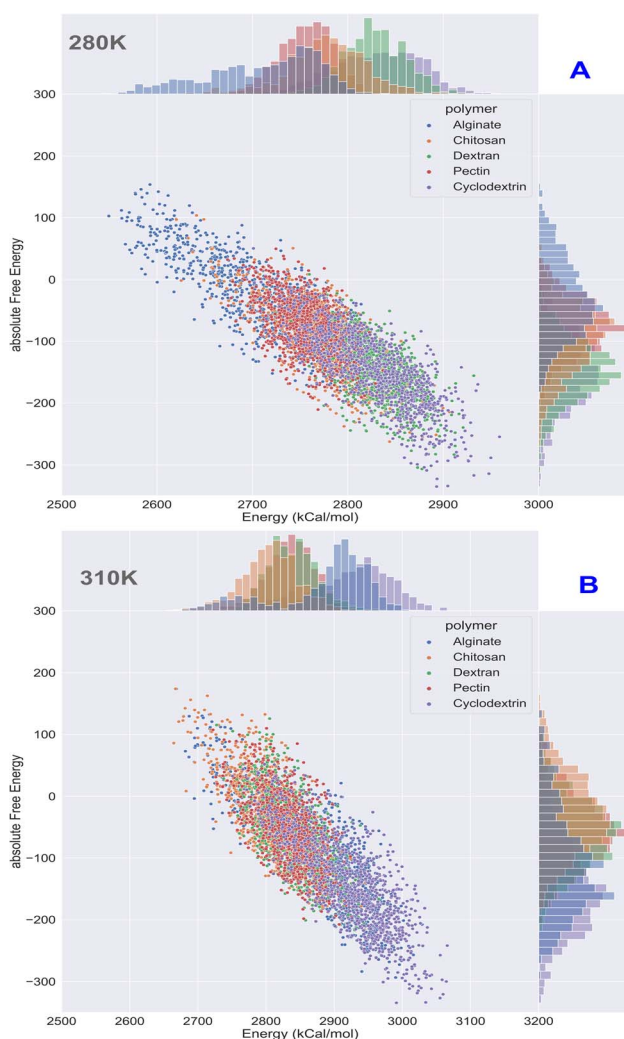 280K
A
300
200
100
0
−100
−200
−300
absolute Free Energy
polymer
Alginate
Chitosan
Dextran
Pectin
Cyclodextrin
2500 2600 2700 2800 2900 3000
Energy (kCal/mol)
310K
B
300
200
100
0
−100
−200
−300
absolute Free Energy
polymer
Alginate
Chitosan
Dextran
Pectin
Cyclodextrin
2500 2600 2700 2800 2900 3000 3100 3200
Energy (kCal/mol)